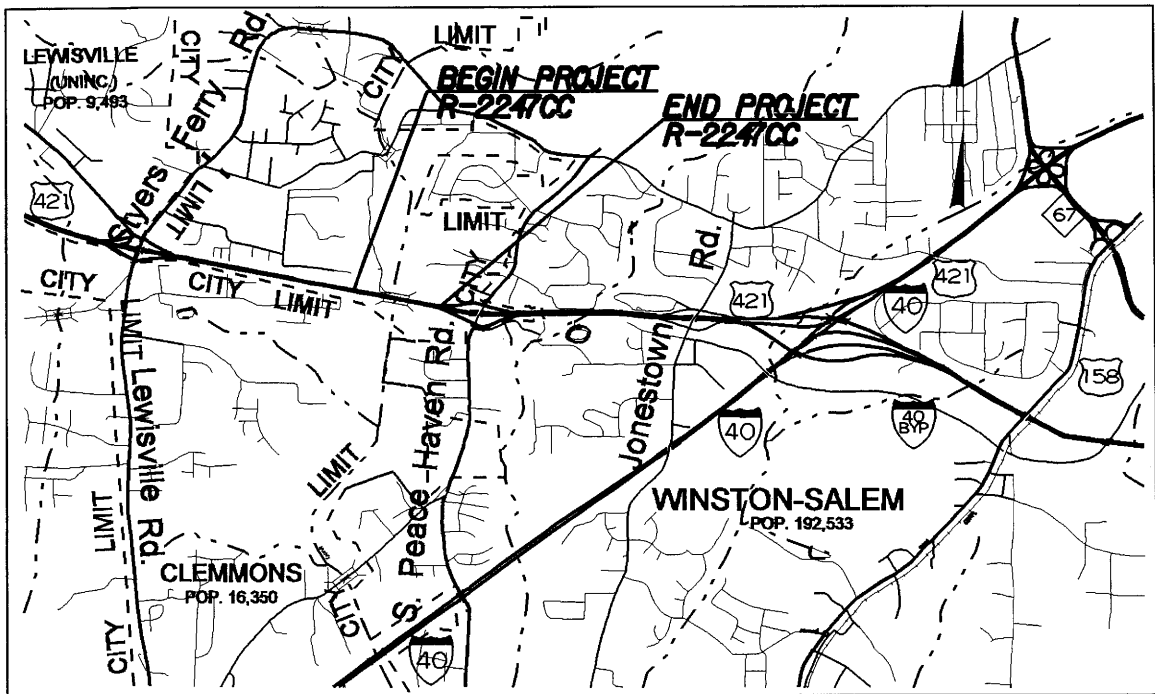 LIMIT
CITY
Styers Ferry Rd.
LEWISVILLE
(UNINC.)
POP. 9,493
CITY
BEGIN PROJECT
R-2247CC
END PROJECT
R-2247CC
LIMIT
421
LIMIT
67
CITY
CITY
LIMIT
CITY
Rd.
421
421
40
LIMIT Lewisville Rd.
Jonestown
158
40
40
BYP
LIMIT
S. Peace Haven Rd.
WINSTON-SALEM
POP. 192,533
LIMIT
CLEMMONS
POP. 16,350
CITY
CITY
40